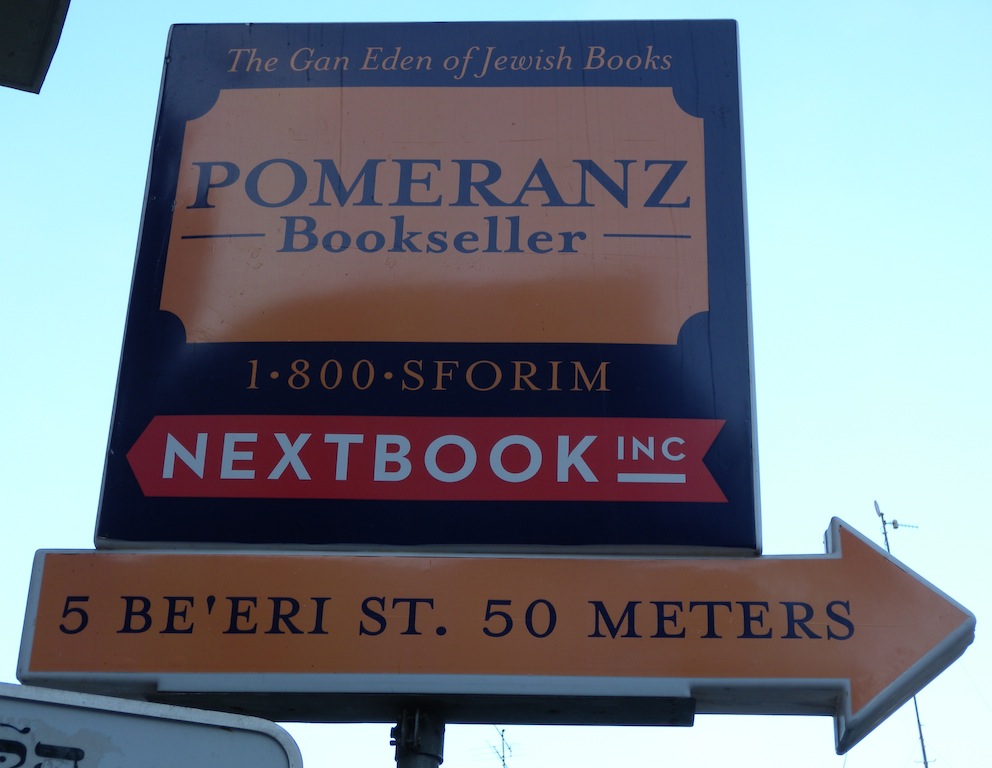 The Gan Eden of Jewish Books
POMERANZ
Bookseller
1·800·SFORIM
NEXTBOOK INC
5 BE'ERI ST. 50 METERS